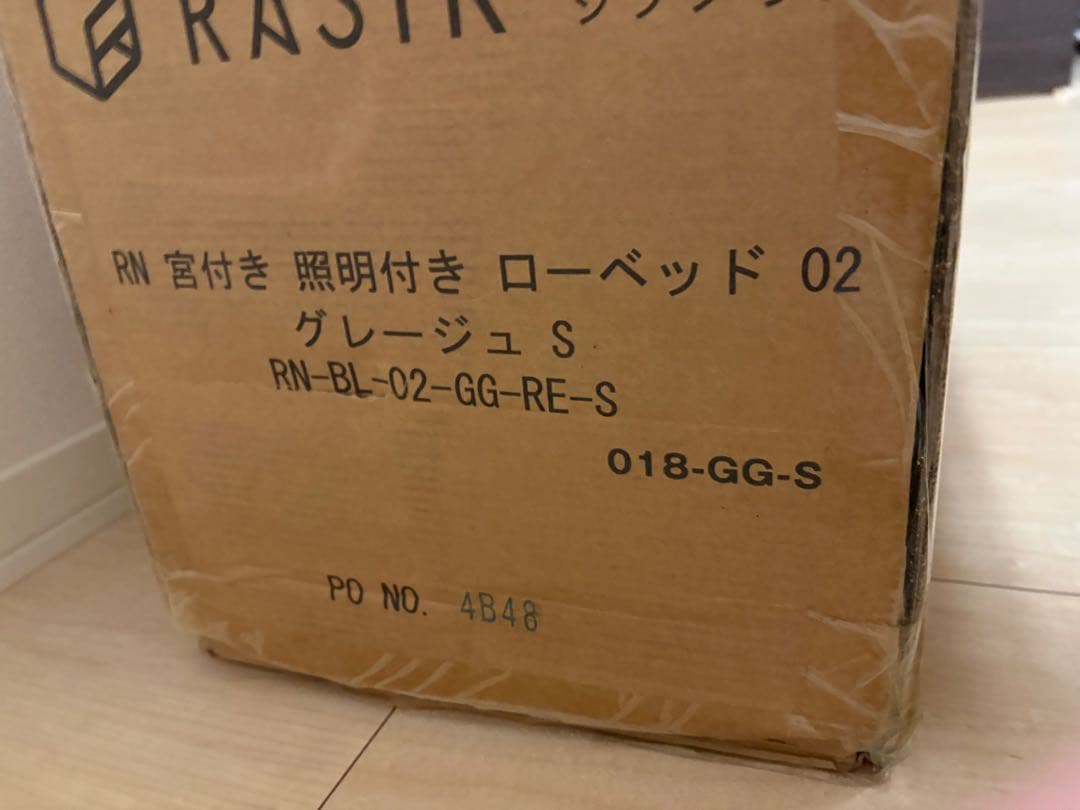 RASIK
RN 宮付き 照明付き ローベッド 02
グレージュ S
RN-BL-02-GG-RE-S
018-GG-S
PO NO. 4B48